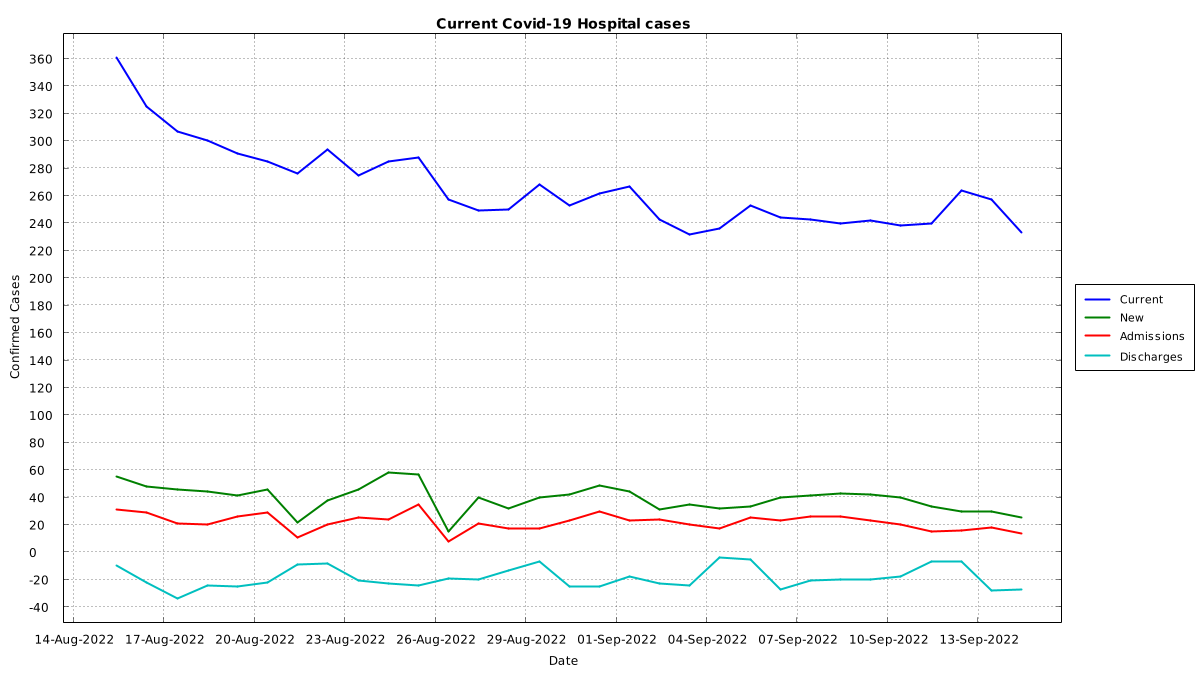 Current Covid-19 Hospital cases
Confirmed Cases
360
340
320
300
280
260
240
220
200
180
160
140
120
100
80
60
40
20
0
-20
-40
14-Aug-2022 17-Aug-2022 20-Aug-2022 23-Aug-2022 26-Aug-2022 29-Aug-2022 01-Sep-2022 04-Sep-2022 07-Sep-2022 10-Sep-2022 13-Sep-2022
Date
Current
New
Admissions
Discharges